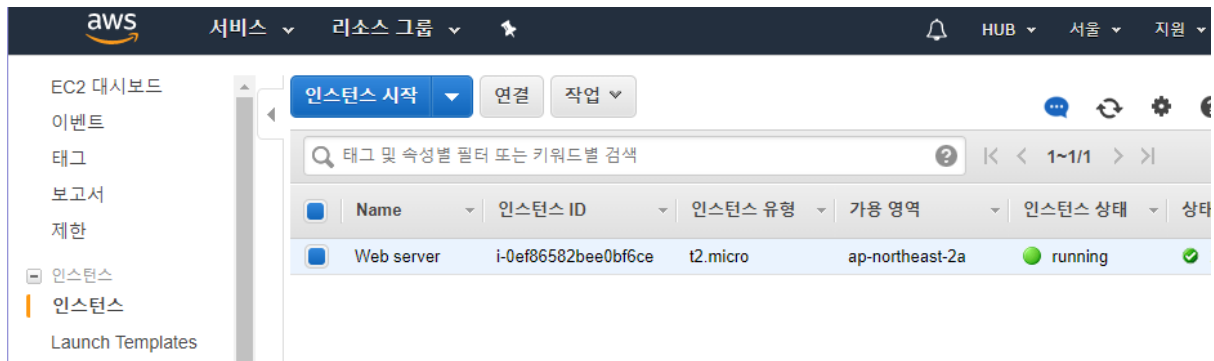 aws 서비스 리소스 그룹 HUB 서울 지원
EC2 대시보드
이벤트
태그
보고서
제한
인스턴스
인스턴스
Launch Templates
인스턴스 시작 연결 작업
태그 및 속성별 필터 또는 키워드별 검색 1~1/1
Name 인스턴스 ID 인스턴스 유형 가용 영역 인스턴스 상태 상태
Web server i-0ef86582bee0bf6ce t2.micro ap-northeast-2a running